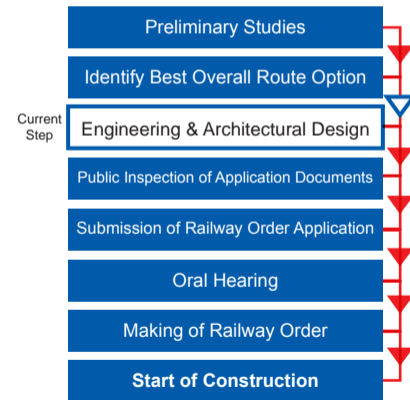 Preliminary Studies
Identify Best Overall Route Option
Current
Step
Engineering & Architectural Design
Public Inspection of Application Documents
Submission of Railway Order Application
Oral Hearing
Making of Railway Order
Start of Construction